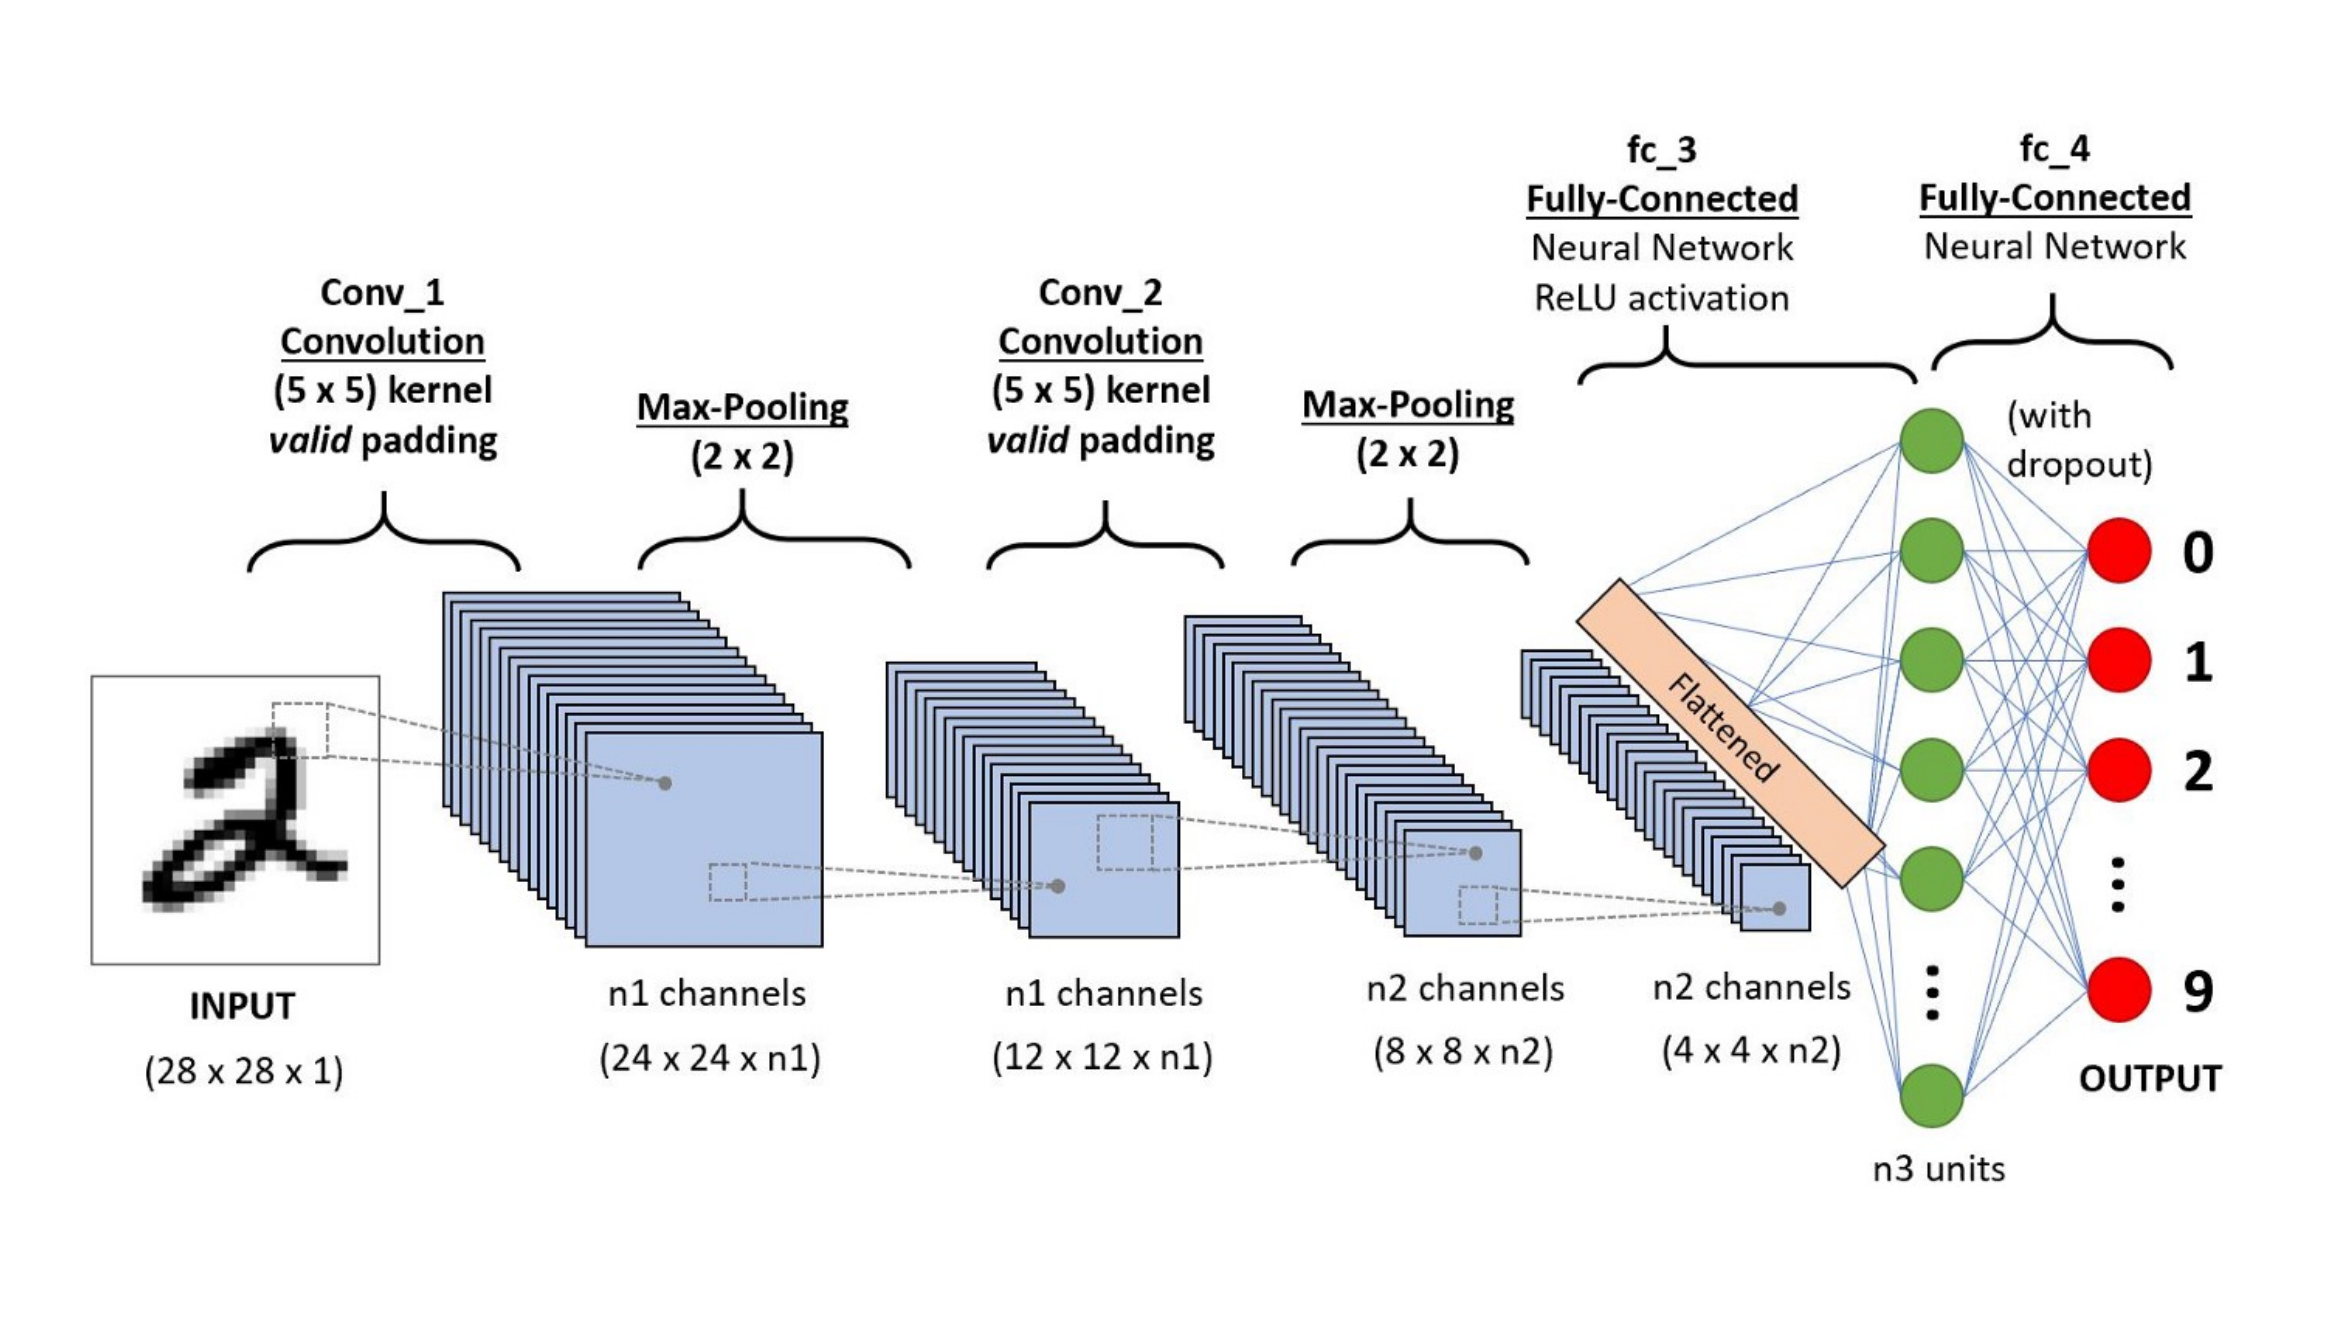 Conv_1
Convolution
(5 x 5) kernel
valid padding
Max-Pooling
(2 x 2)
Conv_2
Convolution
(5 x 5) kernel
valid padding
Max-Pooling
(2 x 2)
fc_3
Fully-Connected
Neural Network
ReLU activation
fc_4
Fully-Connected
Neural Network
(with
dropout)
Flattened
0
1
2
9
OUTPUT
INPUT
(28 x 28 x 1)
n1 channels
(24 x 24 x n1)
n1 channels
(12 x 12 x n1)
n2 channels
(8 x 8 x n2)
n2 channels
(4 x 4 x n2)
n3 units
2